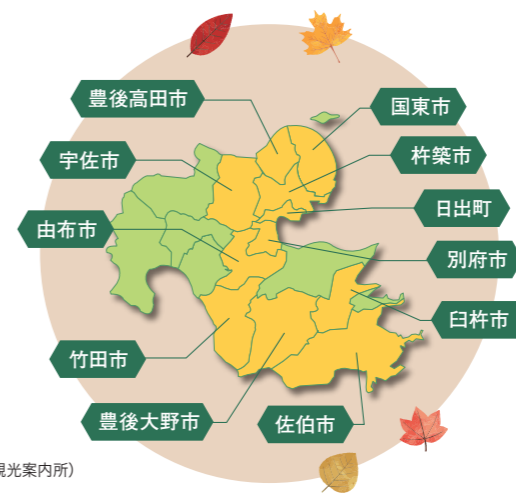 豊後高田市
国東市
宇佐市
杵築市
日出町
由布市
別府市
臼杵市
竹田市
豊後大野市
佐伯市
観光案内所）